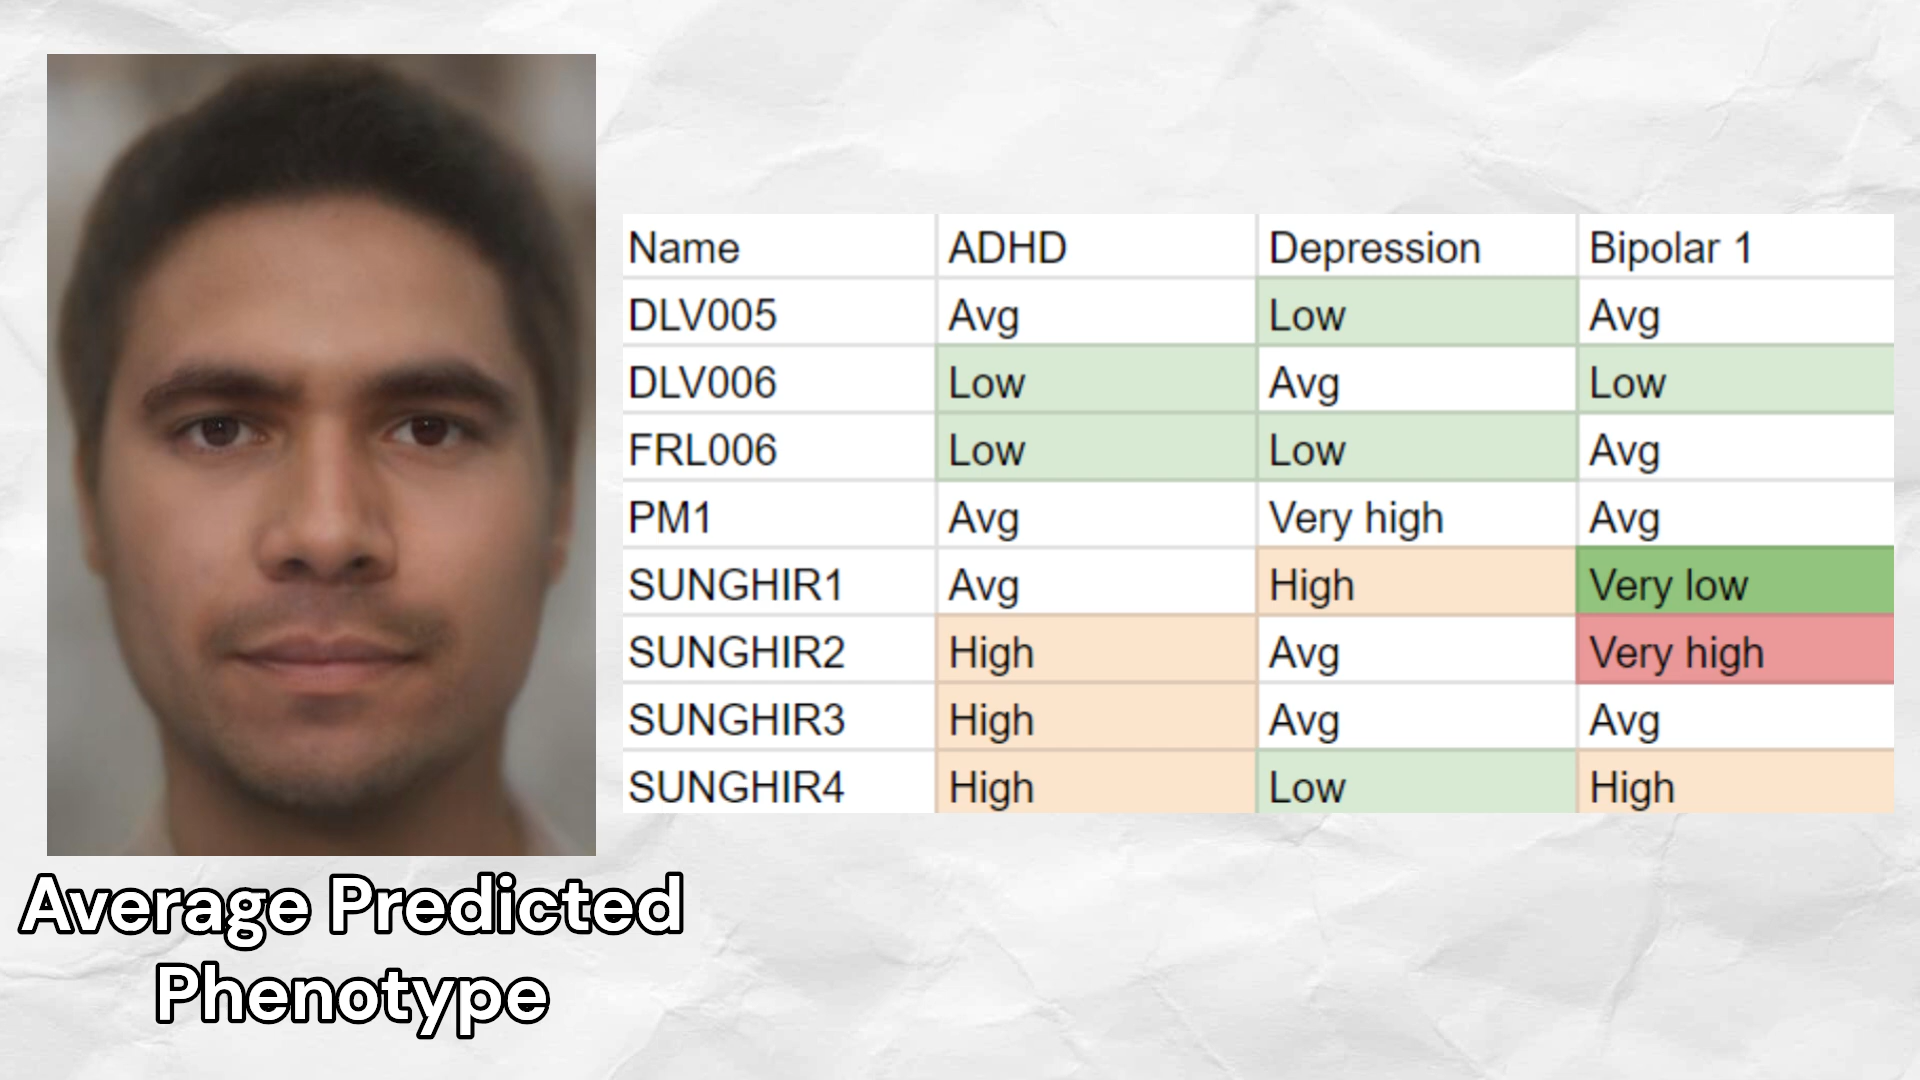 Name ADHD Depression Bipolar 1
DLV005 Avg Low Avg
DLV006 Low Avg Low
FRL006 Low Low Avg
PM1 Avg Very high Avg
SUNGHIR1 Avg High Very low
SUNGHIR2 High Avg Very high
SUNGHIR3 High Avg Avg
SUNGHIR4 High Low High
Average Predicted
Phenotype